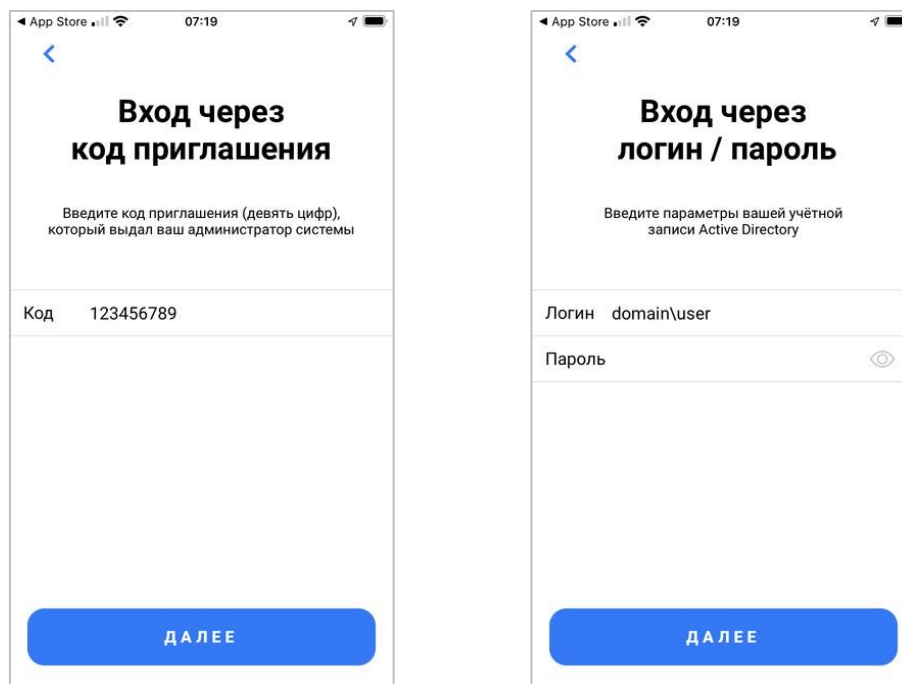 App Store 07:19
Вход через
код приглашения
Введите код приглашения (девять цифр),
который выдал ваш администратор системы
Код 123456789
ДАЛЕЕ
App Store 07:19
Вход через
логин / пароль
Введите параметры вашей учётной
записи Active Directory
Логин domain\user
Пароль
ДАЛЕЕ